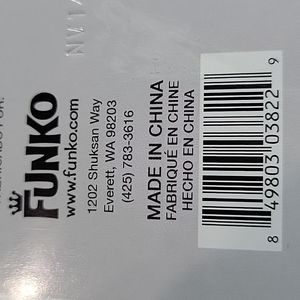 FUNKO
www.funko.com
1202 Shuksan Way
Everett, WA 98203
(425) 783-3616
MADE IN CHINA
FABRIQUÉ EN CHINE
HECHO EN CHINA
8 49803 03822 9